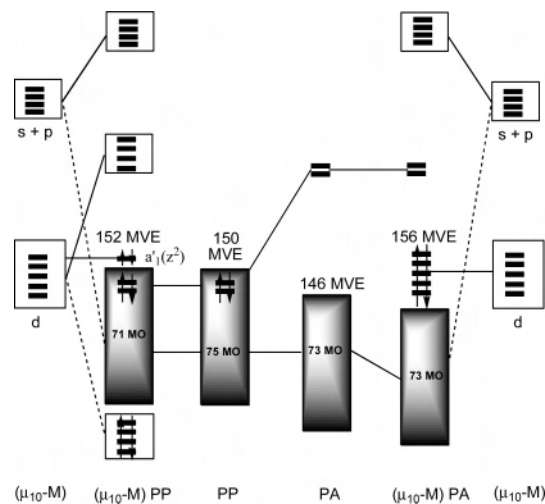 s + p
s + p
152 MVE
150
MVE
156 MVE
a'₁(z²)
146 MVE
d
d
71 MO
75 MO
73 MO
73 MO
(μ₁₀-M)
(μ₁₀-M) PP
PP
PA
(μ₁₀-M) PA
(μ₁₀-M)